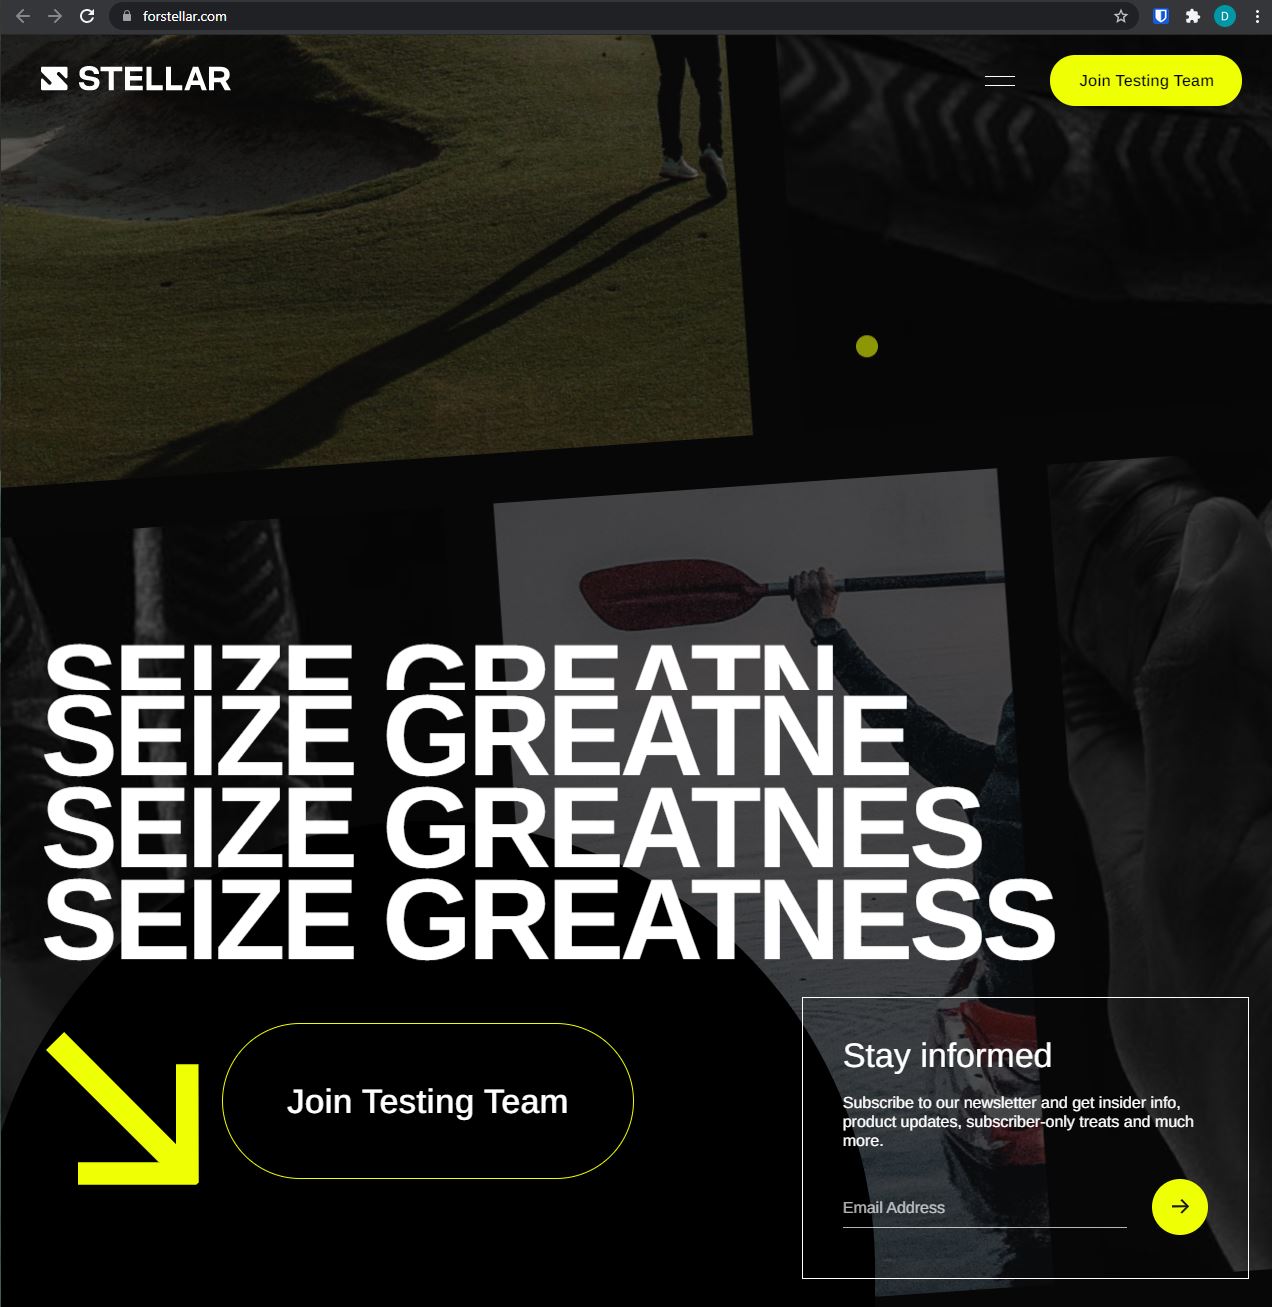 forstellar.com
D
STELLAR
Join Testing Team
SEIZE GREATN
SEIZE GREATNE
SEIZE GREATNES
SEIZE GREATNESS
Join Testing Team
Stay informed
Subscribe to our newsletter and get insider info,
product updates, subscriber-only treats and much
more.
Email Address